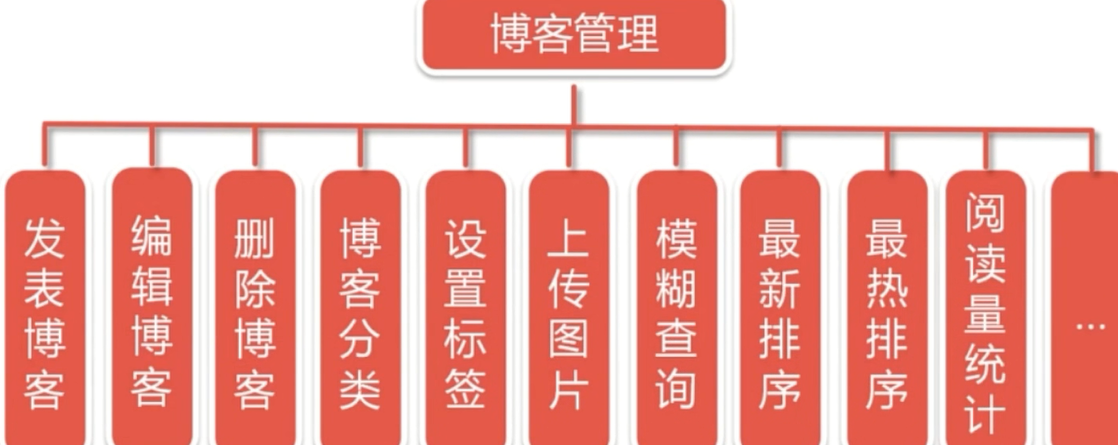 博客管理
发表博客
编辑博客
删除博客
博客分类
设置标签
上传图片
模糊查询
最新排序
最热排序
阅读量统计
...